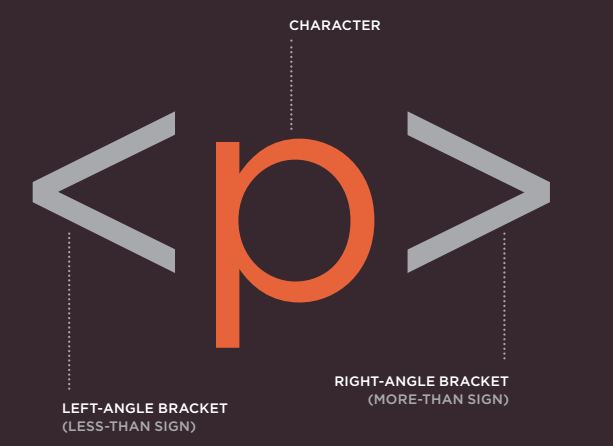 CHARACTER
<p>
LEFT-ANGLE BRACKET
(LESS-THAN SIGN)
RIGHT-ANGLE BRACKET
(MORE-THAN SIGN)